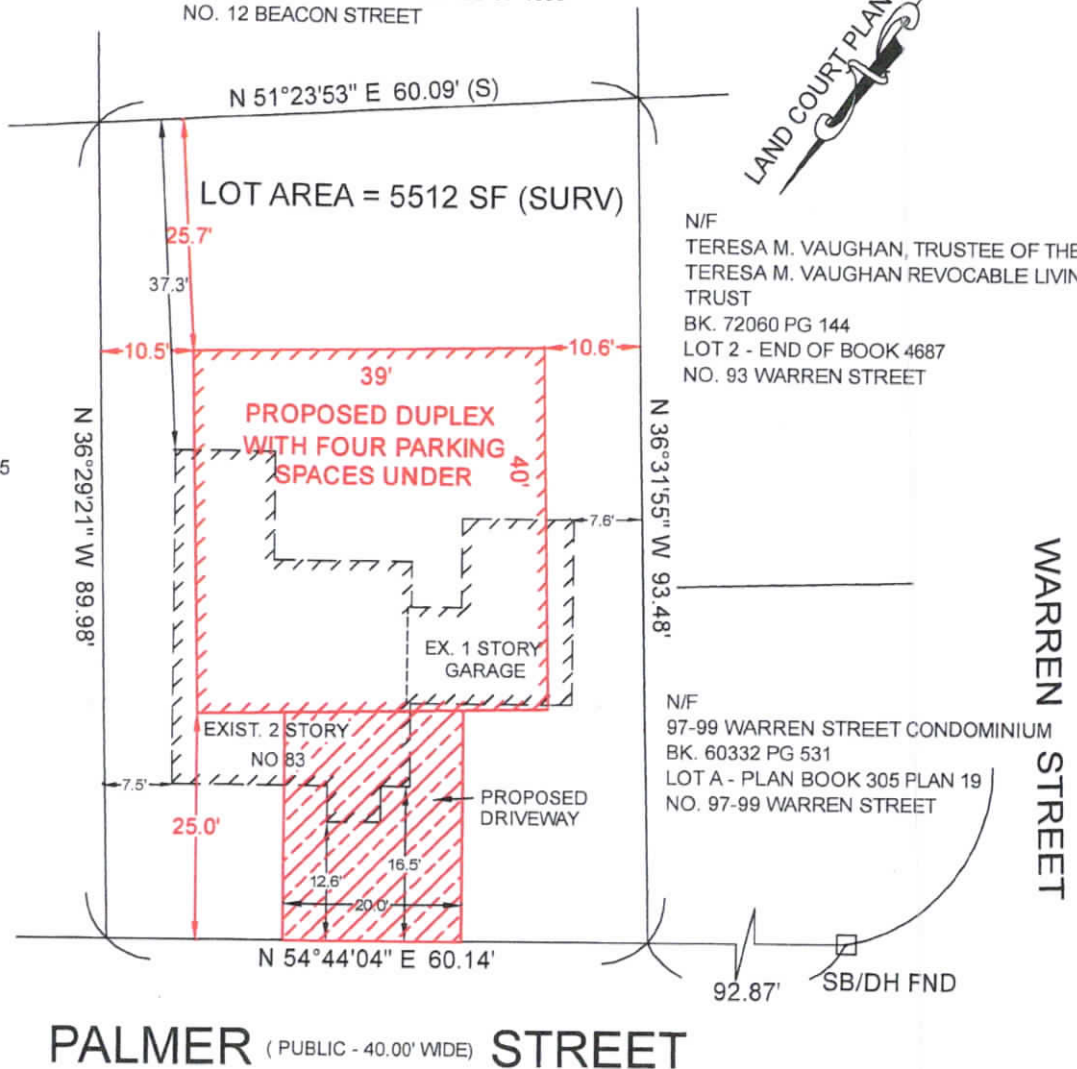 NO. 12 BEACON STREET
LAND COURT PLAN
N 51°23'53" E 60.09' (S)
LOT AREA = 5512 SF (SURV)
N/F
TERESA M. VAUGHAN, TRUSTEE OF THE
TERESA M. VAUGHAN REVOCABLE LIVIN
TRUST
BK. 72060 PG 144
LOT 2 - END OF BOOK 4687
NO. 93 WARREN STREET
25.7'
37.3'
10.5'
10.6'
39'
PROPOSED DUPLEX
WITH FOUR PARKING
SPACES UNDER
40'
N 36°29'21" W 89.98'
N 36°31'55" W 93.48'
5
7.6'
WARREN STREET
EX. 1 STORY
GARAGE
N/F
97-99 WARREN STREET CONDOMINIUM
BK. 60332 PG 531
LOT A - PLAN BOOK 305 PLAN 19
NO. 97-99 WARREN STREET
EXIST. 2 STORY
NO 83
7.5'
PROPOSED
DRIVEWAY
25.0'
12.6'
16.5'
20.0'
N 54°44'04" E 60.14'
92.87'
SB/DH FND
PALMER ( PUBLIC - 40.00' WIDE) STREET